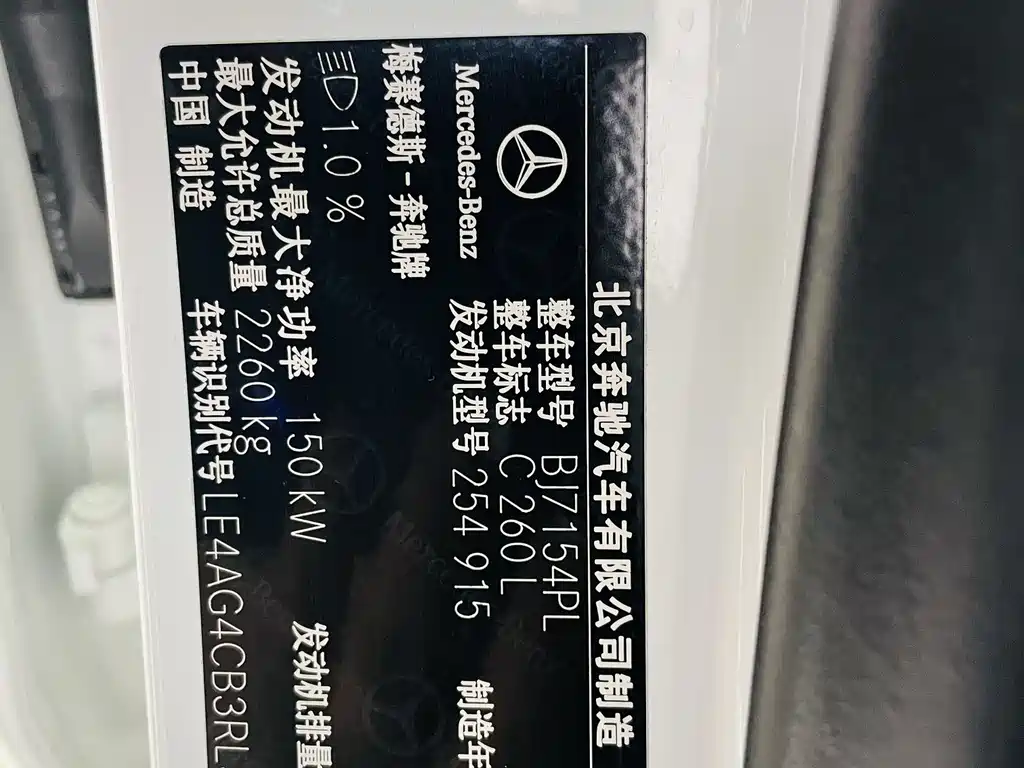 北京奔驰汽车有限公司制造
Mercedes-Benz
梅赛德斯-奔驰牌
整车型号 BJ7154PL
整车标志 C 260 L
发动机型号 254 915
制造年
1.0 %
发动机最大净功率 150 kW
发动机排量
最大允许总质量 2260 kg
中国 制造
车辆识别代号 LE4AG4CB3RL